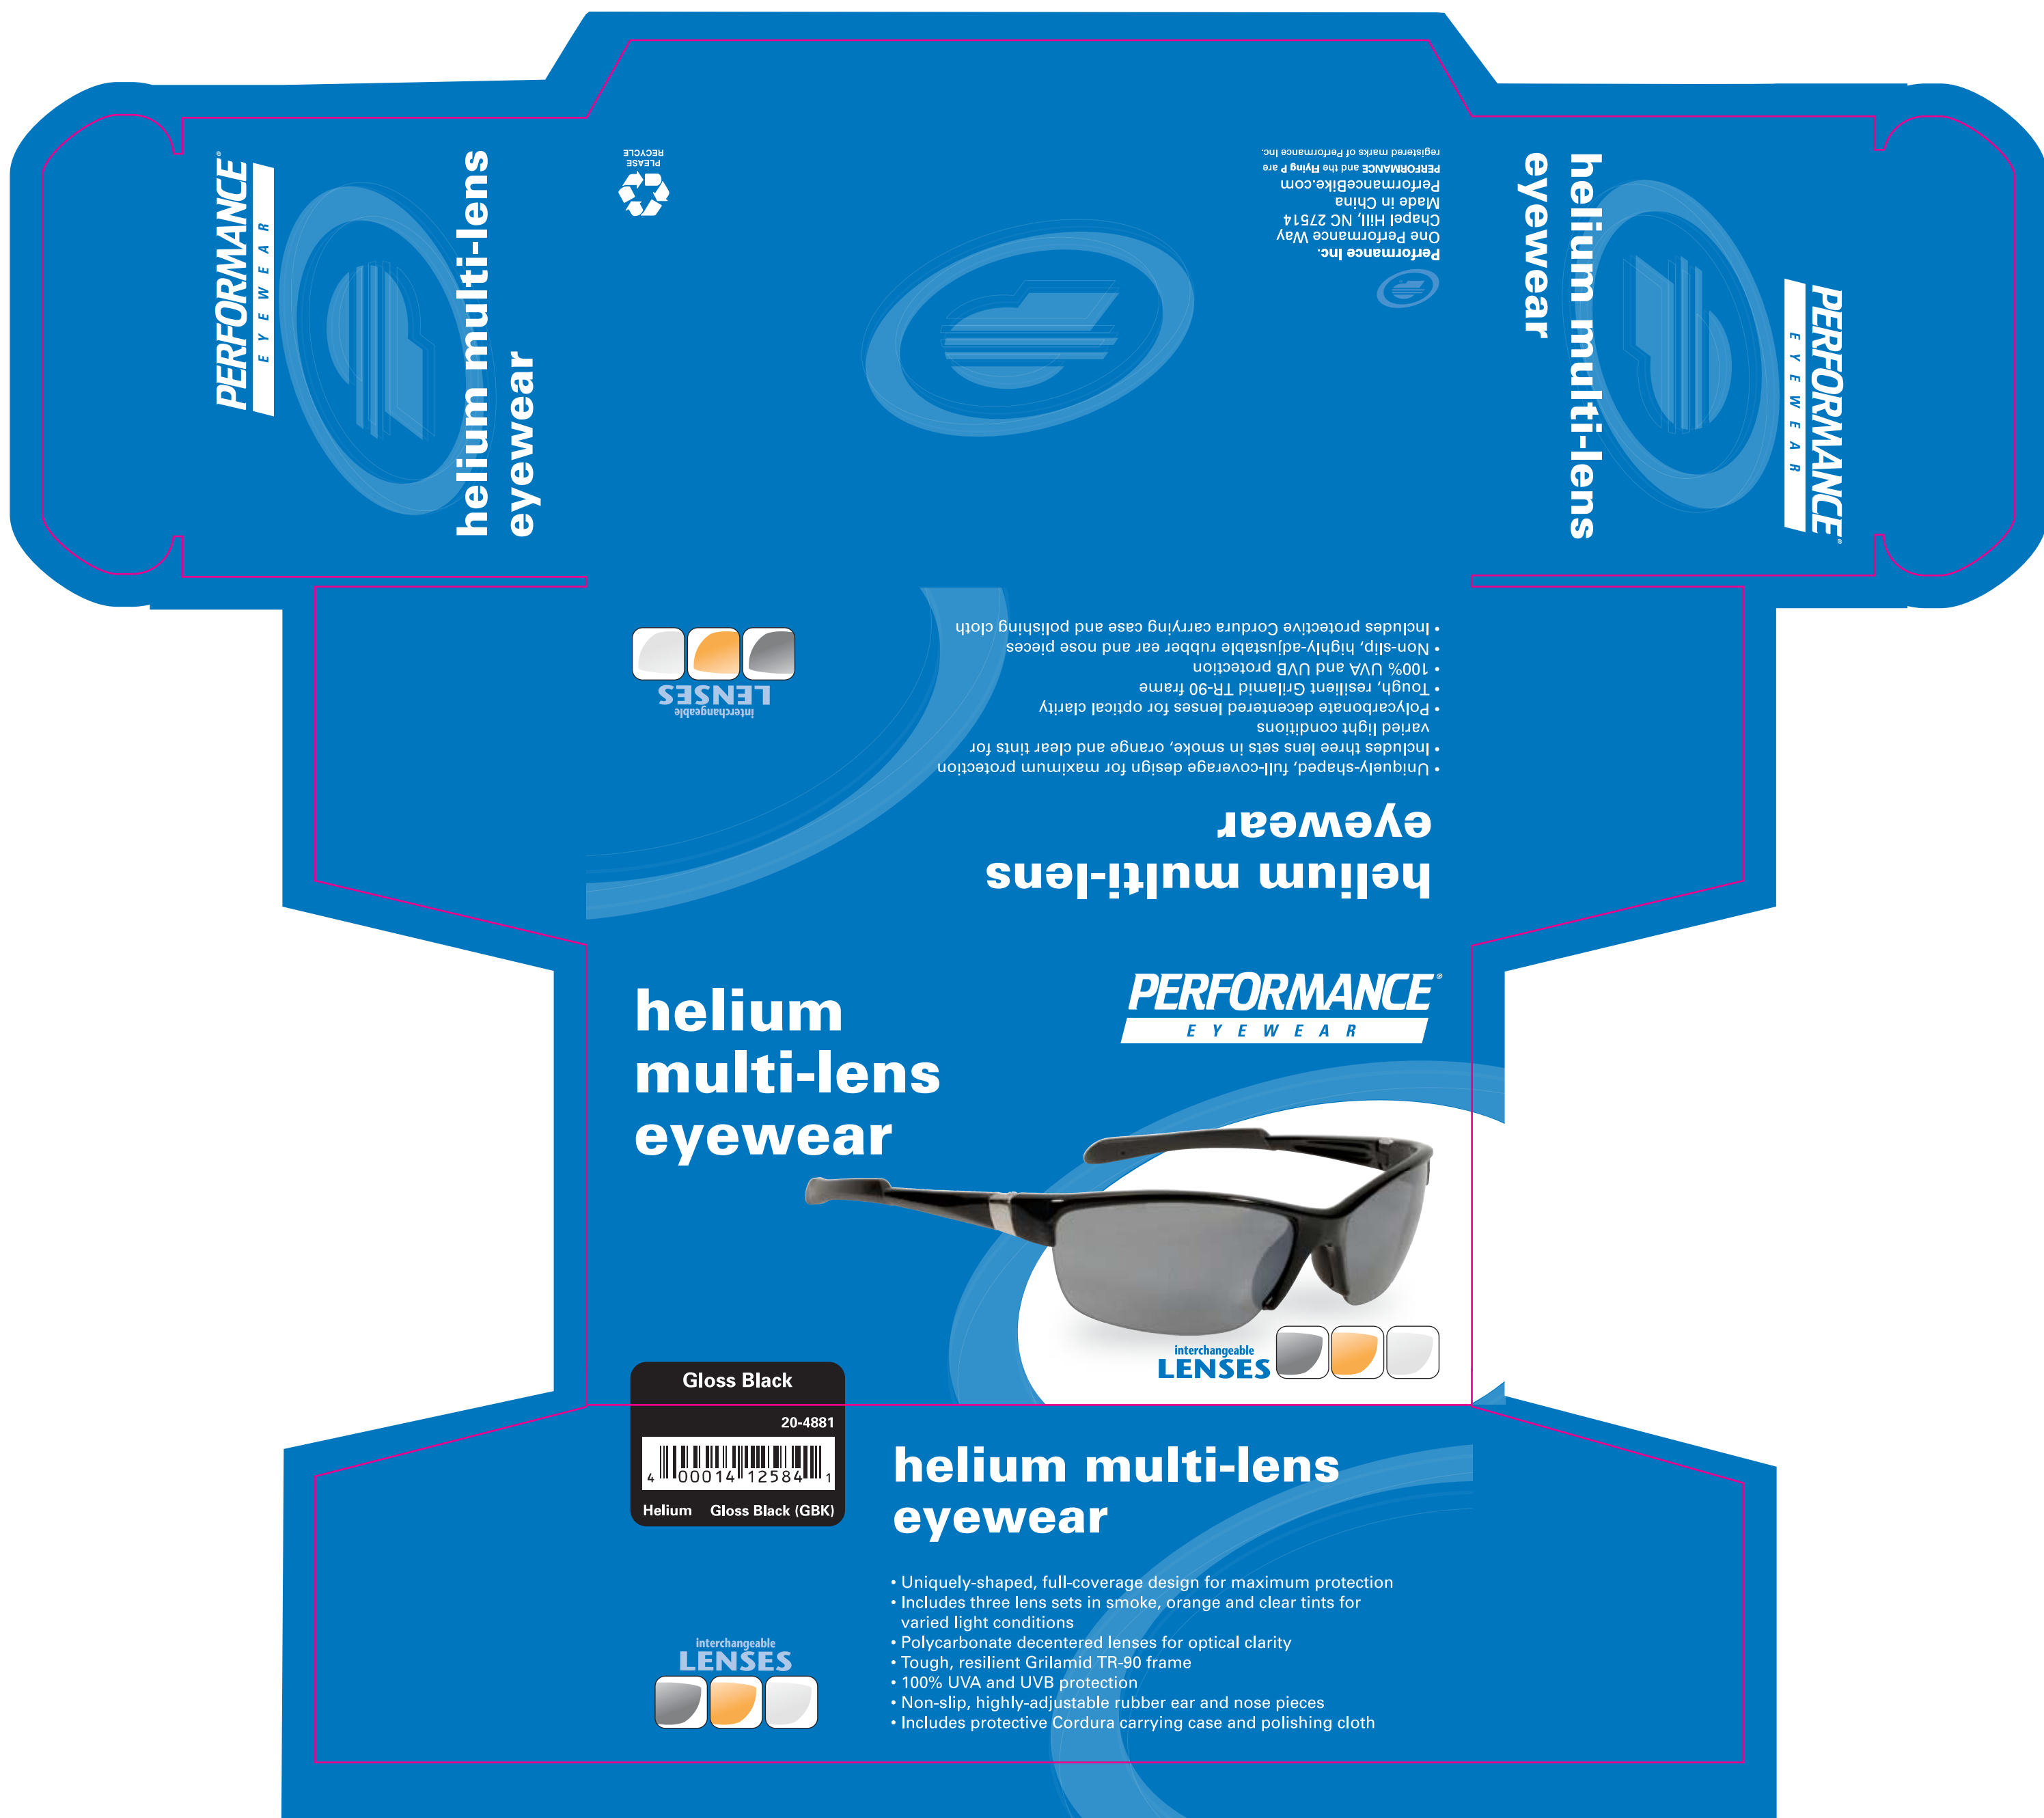 PERFORMANCE®
EYEWEAR
helium multi-lens
eyewear
PLEASE
RECYCLE
Performance Inc.
One Performance Way
Chapel Hill, NC 27514
Made in China
PerformanceBike.com
PERFORMANCE and the Flying P are
registered marks of Performance Inc.
helium multi-lens
eyewear
PERFORMANCE®
EYEWEAR
helium multi-lens
eyewear
• Uniquely-shaped, full-coverage design for maximum protection
• Includes three lens sets in smoke, orange and clear tints for
varied light conditions
• Polycarbonate decentered lenses for optical clarity
• Tough, resilient Grilamid TR-90 frame
• 100% UVA and UVB protection
• Non-slip, highly-adjustable rubber ear and nose pieces
• Includes protective Cordura carrying case and polishing cloth
interchangeable
LENSES
helium
multi-lens
eyewear
PERFORMANCE®
EYEWEAR
interchangeable
LENSES
Gloss Black
20-4881
4 00014 12584 1
Helium Gloss Black (GBK)
helium multi-lens
eyewear
• Uniquely-shaped, full-coverage design for maximum protection
• Includes three lens sets in smoke, orange and clear tints for
varied light conditions
• Polycarbonate decentered lenses for optical clarity
• Tough, resilient Grilamid TR-90 frame
• 100% UVA and UVB protection
• Non-slip, highly-adjustable rubber ear and nose pieces
• Includes protective Cordura carrying case and polishing cloth
interchangeable
LENSES